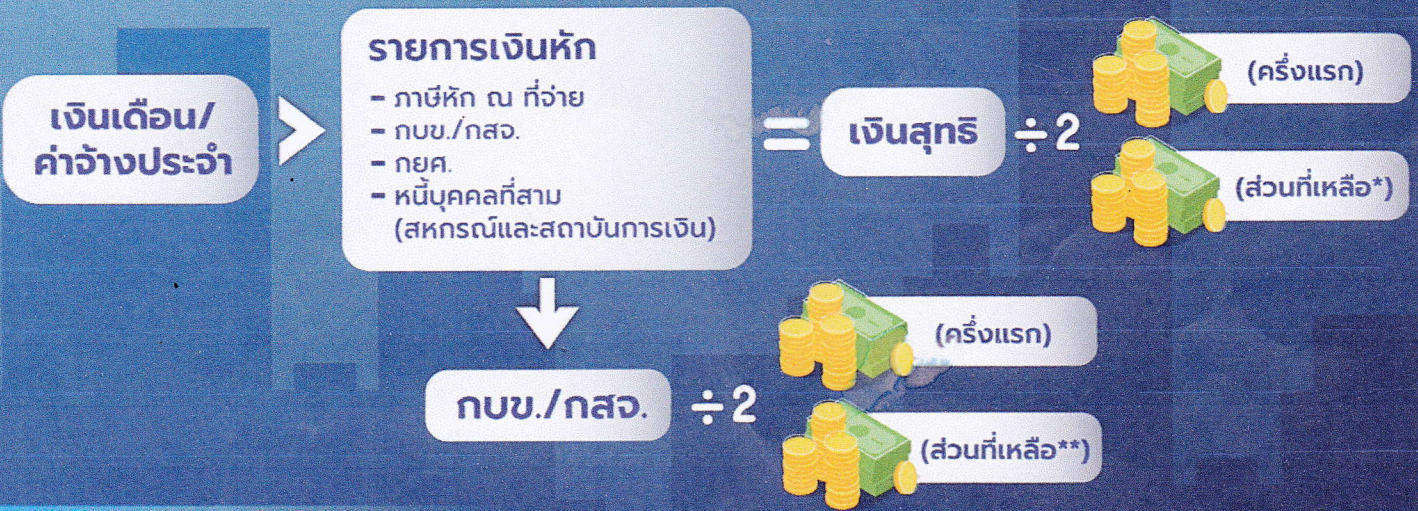 เงินเดือน/
ค่าจ้างประจำ
>
รายการเงินหัก
- ภาษีหัก ณ ที่จ่าย
- กบข./กสจ.
- กยศ.
- หนี้บุคคลที่สาม
(สหกรณ์และสถาบันการเงิน)
=
เงินสุทธิ
÷2
(ครึ่งแรก)
(ส่วนที่เหลือ*)
กบข./กสจ.
÷2
(ครึ่งแรก)
(ส่วนที่เหลือ**)